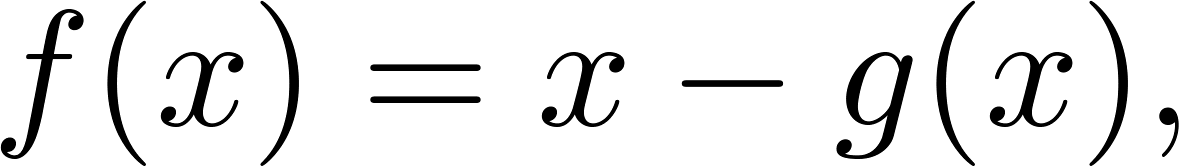 f(x) = x − g(x),